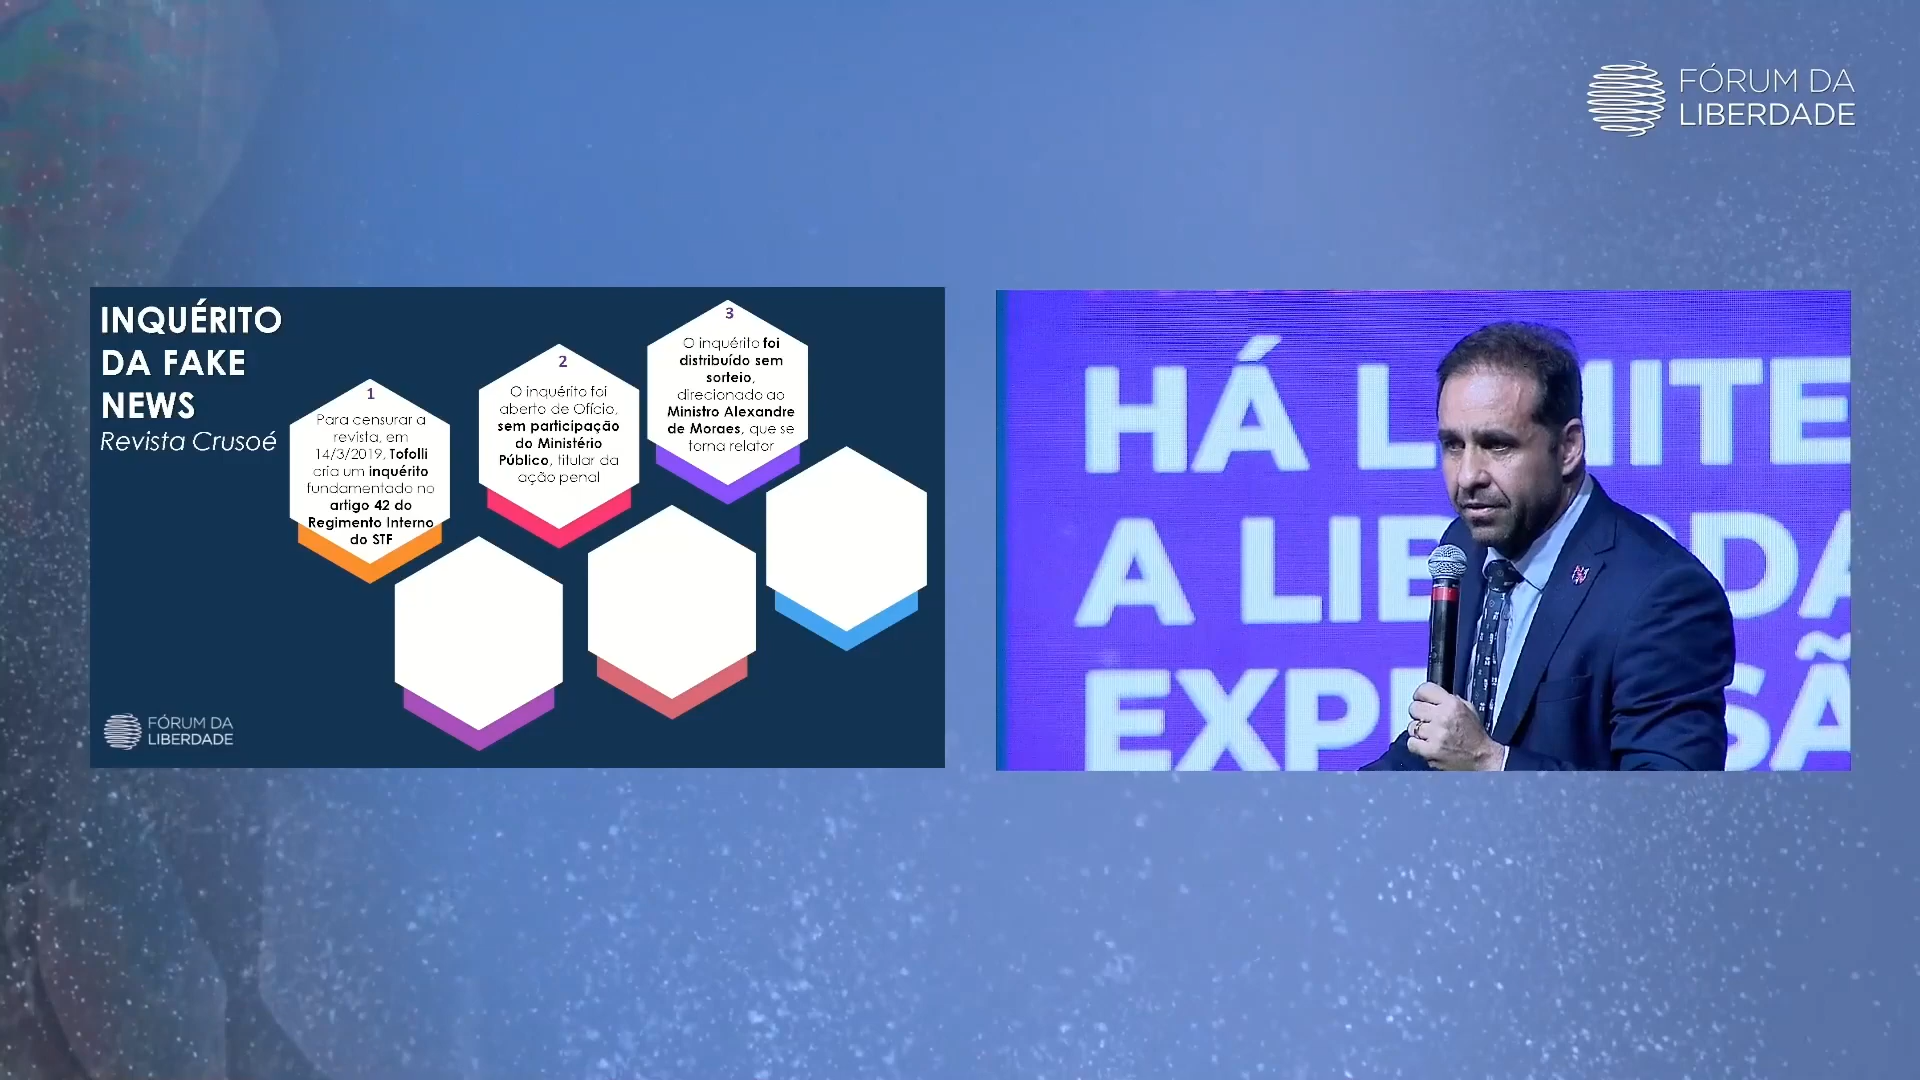 FÓRUM DA
LIBERDADE
INQUÉRITO
DA FAKE
NEWS
Revista Crusoé
1
Para censurar a
revista, em
14/3/2019, Tofolli
cria um inquérito
fundamentado no
artigo 42 do
Regimento Interno
do STF
2
O inquérito foi
aberto de Ofício,
sem participação
do Ministério
Público, titular da
ação penal
3
O inquérito foi
distribuído sem
sorteio,
direcionado ao
Ministro Alexandre
de Moraes, que se
torna relator
FÓRUM DA
LIBERDADE
HÁ L MITE
A LIB RDA
EXP SÃ